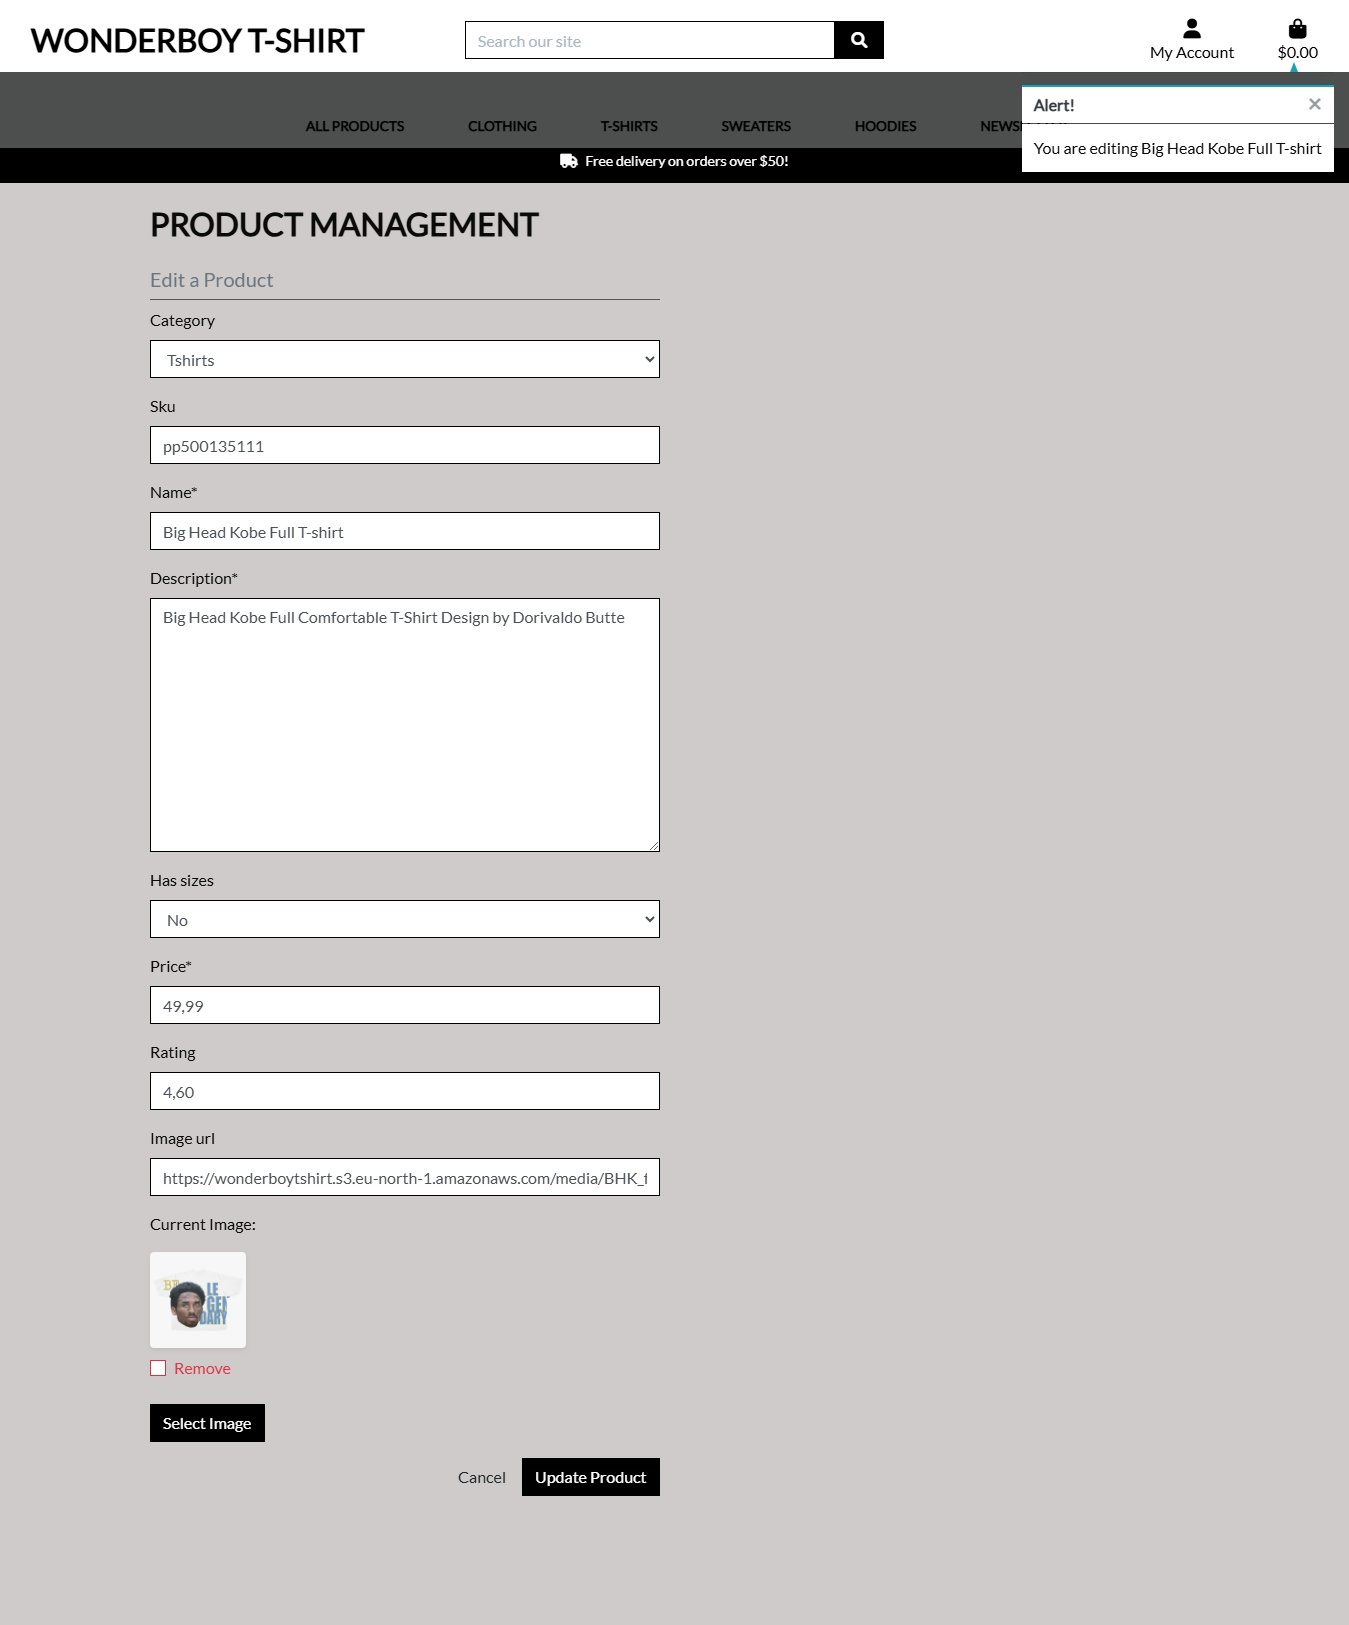 WONDERBOY T-SHIRT
Search our site
My Account
$0.00
Alert!
×
You are editing Big Head Kobe Full T-shirt
ALL PRODUCTS
CLOTHING
T-SHIRTS
SWEATERS
HOODIES
Free delivery on orders over $50!
PRODUCT MANAGEMENT
Edit a Product
Category
Tshirts
Sku
pp500135111
Name*
Big Head Kobe Full T-shirt
Description*
Big Head Kobe Full Comfortable T-Shirt Design by Dorivaldo Butte
Has sizes
No
Price*
49,99
Rating
4,60
Image url
https://wonderboytshirt.s3.eu-north-1.amazonaws.com/media/BHK_f
Current Image:
LE
GEN
DARY
Remove
Select Image
Cancel
Update Product